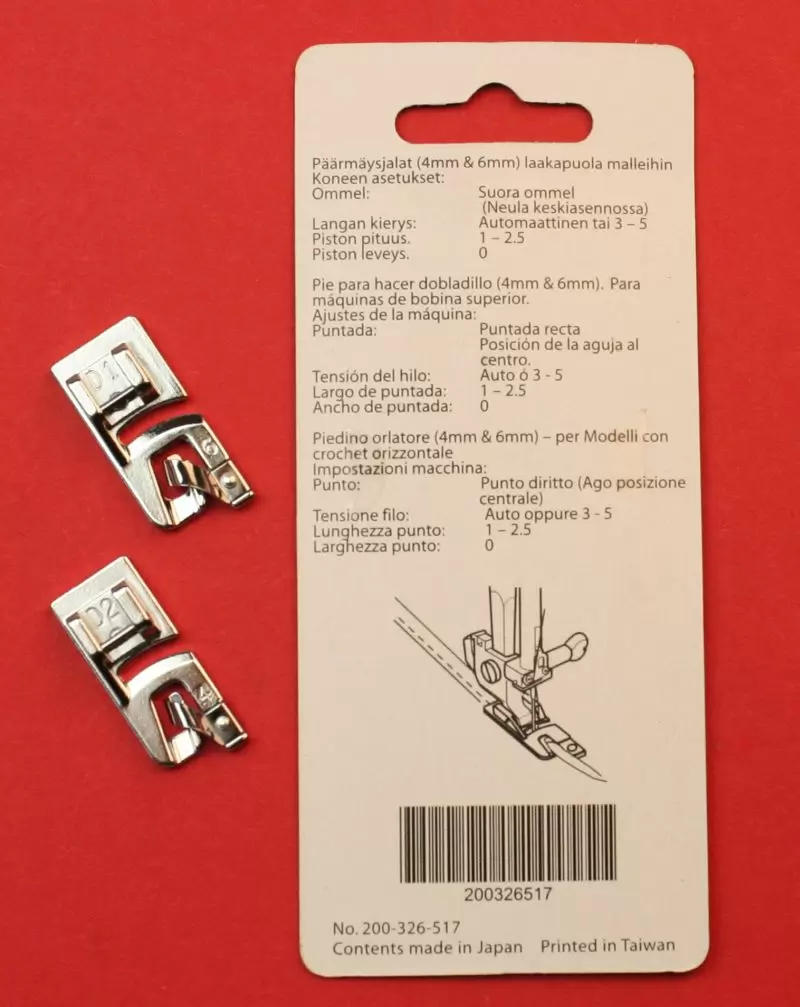 Päärmäysjalat (4mm & 6mm) laakapuola malleihin
Koneen asetukset:
Ommel: Suora ommel
(Neula keskiasennossa)
Langan kierys: Automaattinen tai 3 – 5
Piston pituus. 1 – 2.5
Piston leveys. 0
Pie para hacer dobladillo (4mm & 6mm). Para
máquinas de bobina superior.
Ajustes de la máquina:
Puntada: Puntada recta
Posición de la aguja al
centro.
Tensión del hilo: Auto ó 3 - 5
Largo de puntada: 1 – 2.5
Ancho de puntada: 0
Piedino orlatore (4mm & 6mm) – per Modelli con
crochet orizzontale
Impostazioni macchina:
Punto: Punto diritto (Ago posizione
centrale)
Tensione filo: Auto oppure 3 - 5
Lunghezza punto: 1 – 2.5
Larghezza punto: 0
D1
6
D2
4
200326517
No. 200-326-517
Contents made in Japan Printed in Taiwan